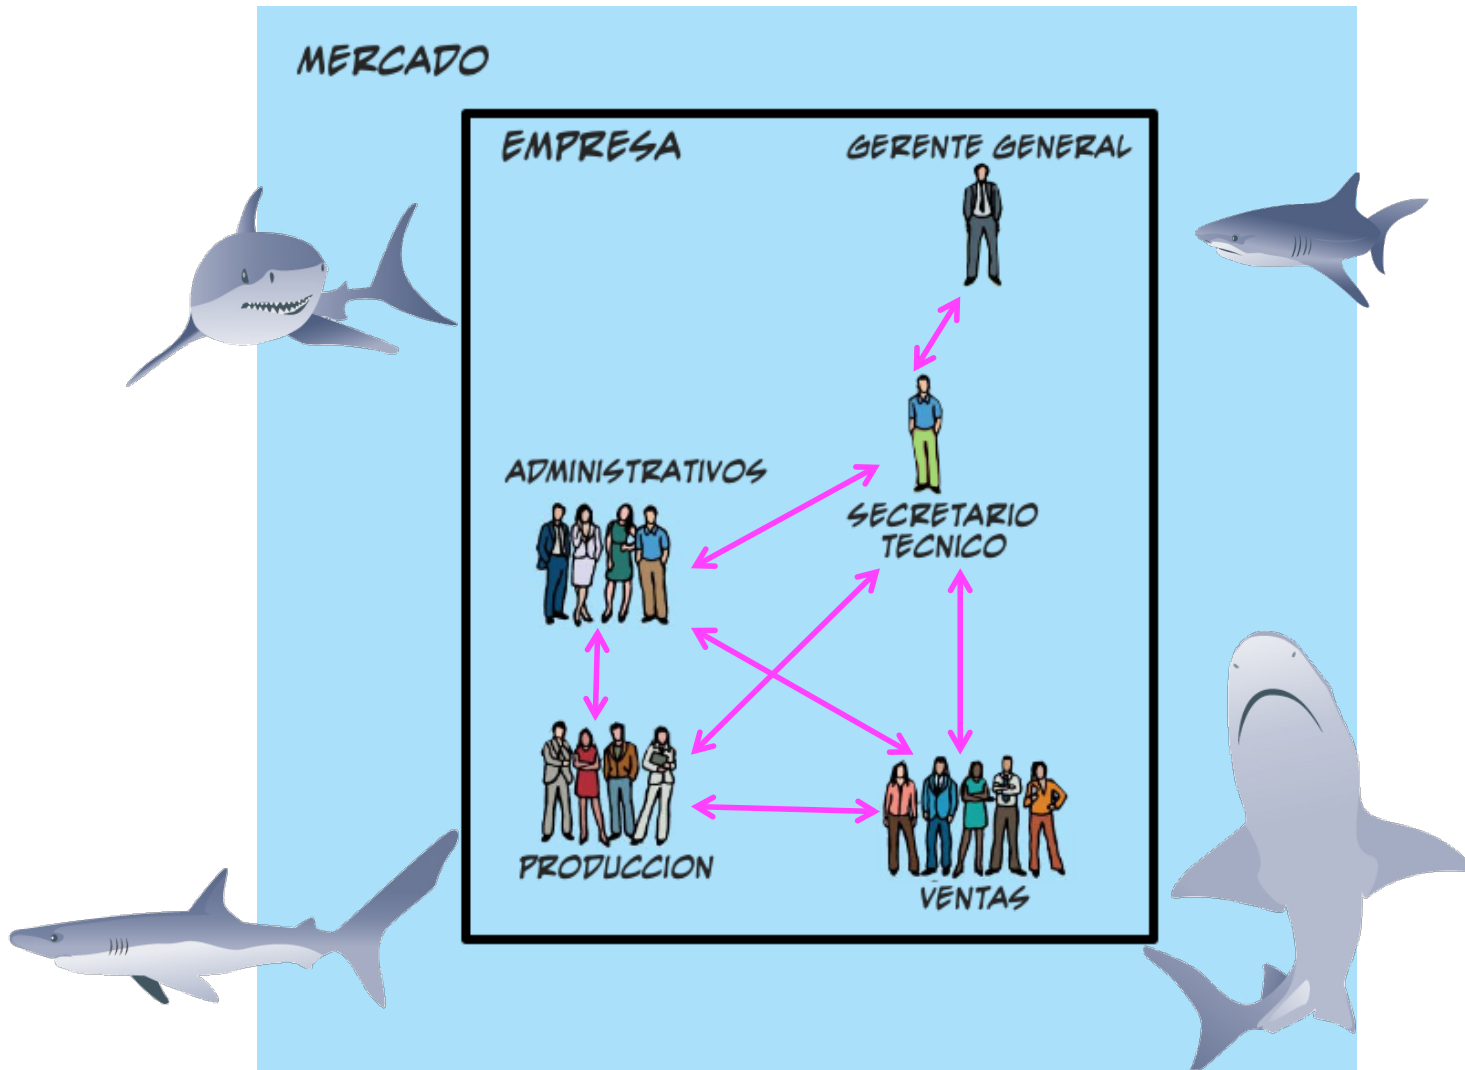 MERCADO
EMPRESA
GERENTE GENERAL
ADMINISTRATIVOS
SECRETARIO
TECNICO
PRODUCCION
VENTAS